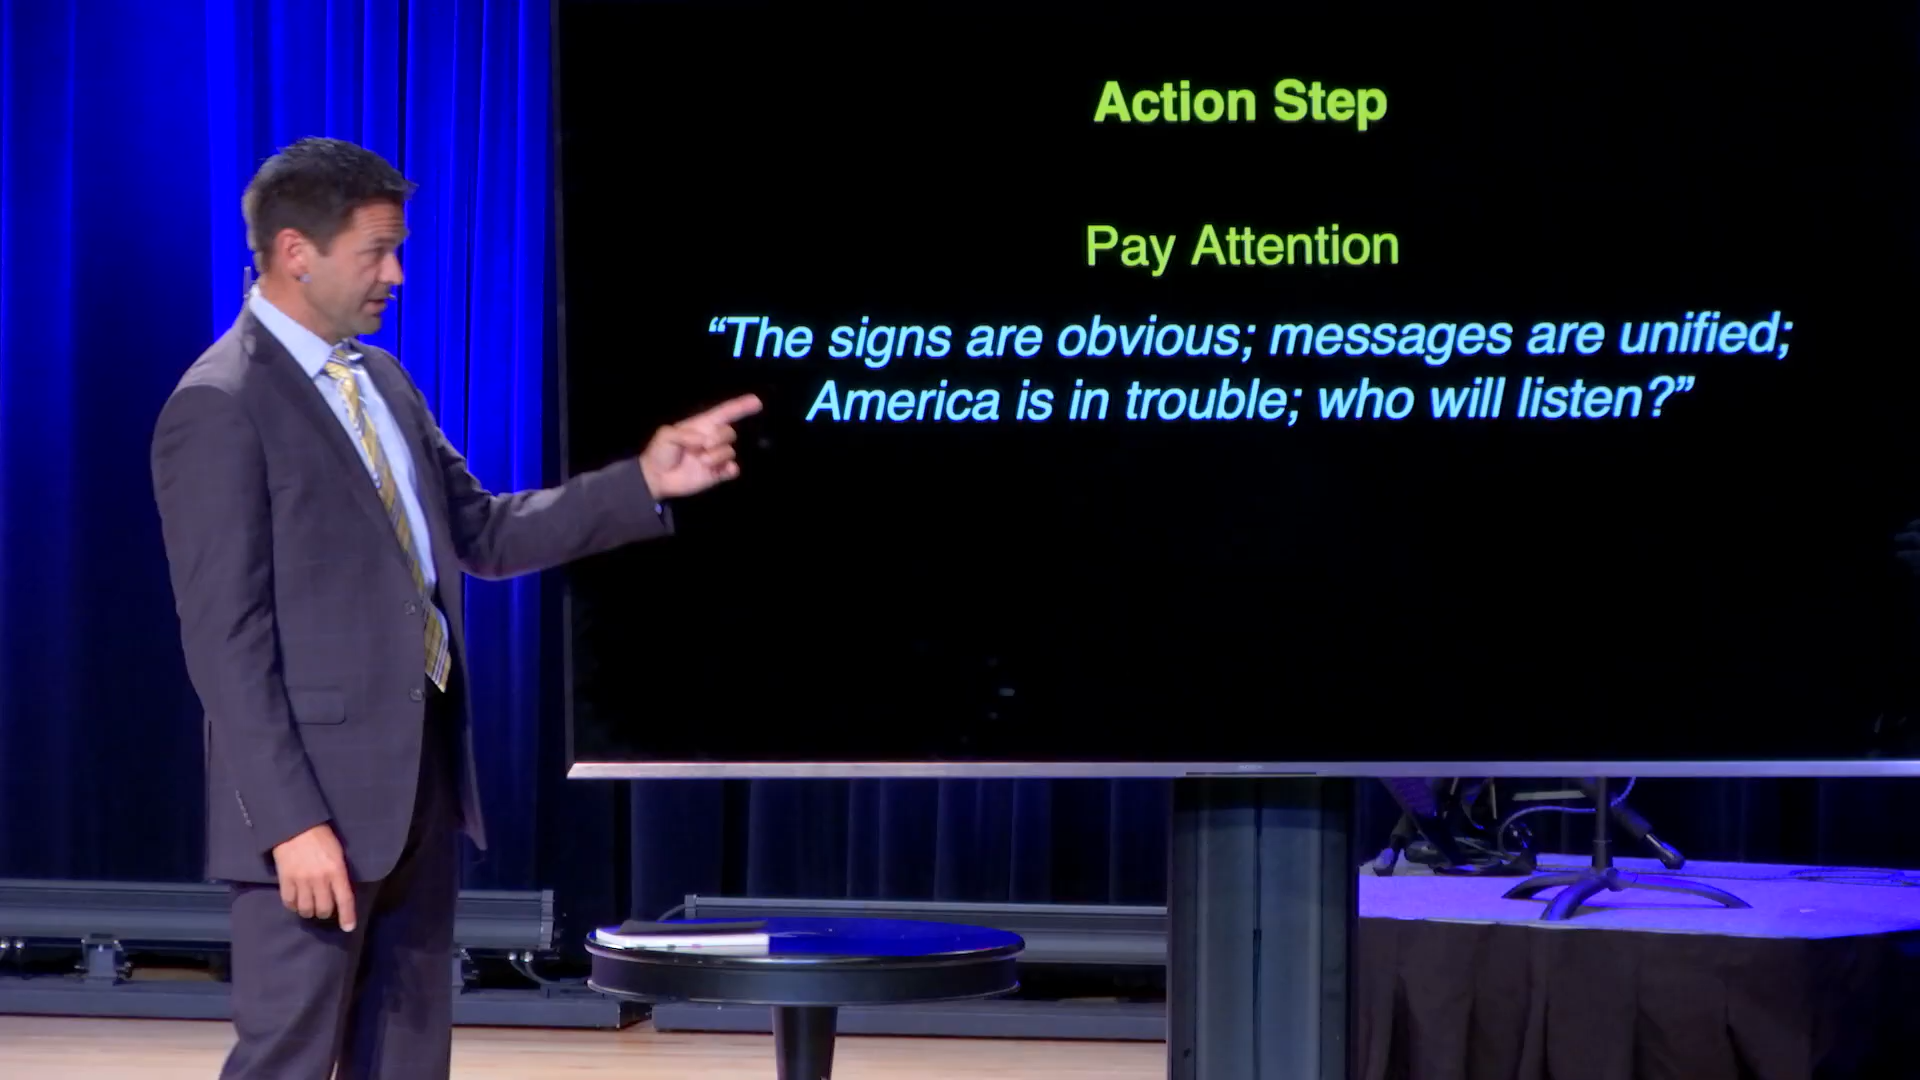 Action Step
Pay Attention
“The signs are obvious; messages are unified;
America is in trouble; who will listen?”